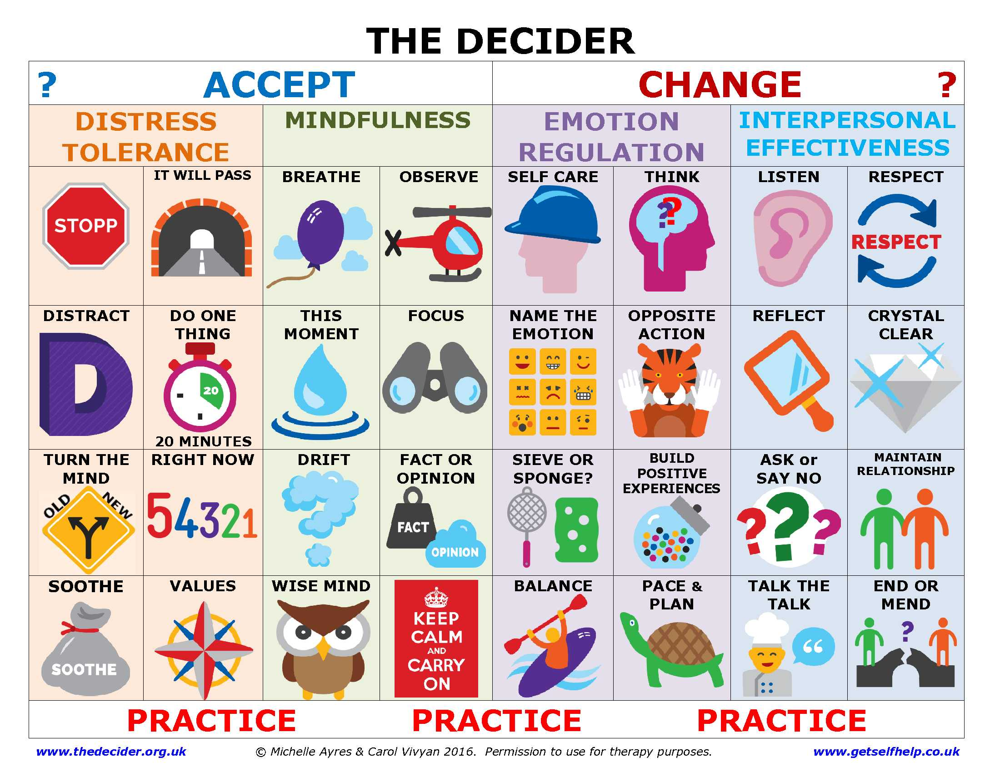 THE DECIDER
? ACCEPT CHANGE ?
DISTRESS
TOLERANCE
MINDFULNESS
EMOTION
REGULATION
INTERPERSONAL
EFFECTIVENESS
STOPP
IT WILL PASS
BREATHE
OBSERVE
SELF CARE
THINK
? ?
LISTEN
RESPECT
RESPECT
DISTRACT
D
DO ONE
THING
20
20 MINUTES
THIS
MOMENT
FOCUS
NAME THE
EMOTION
OPPOSITE
ACTION
REFLECT
CRYSTAL
CLEAR
TURN THE
MIND
OLD NEW
RIGHT NOW
54321
DRIFT
FACT OR
OPINION
FACT
OPINION
SIEVE OR
SPONGE?
BUILD
POSITIVE
EXPERIENCES
ASK or
SAY NO
? ? ?
MAINTAIN
RELATIONSHIP
SOOTHE
SOOTHE
VALUES
WISE MIND
KEEP
CALM
AND
CARRY
ON
BALANCE
PACE &
PLAN
TALK THE
TALK
“
END OR
MEND
?
PRACTICE PRACTICE PRACTICE
www.thedecider.org.uk © Michelle Ayres & Carol Vivyan 2016. Permission to use for therapy purposes. www.getselfhelp.co.uk